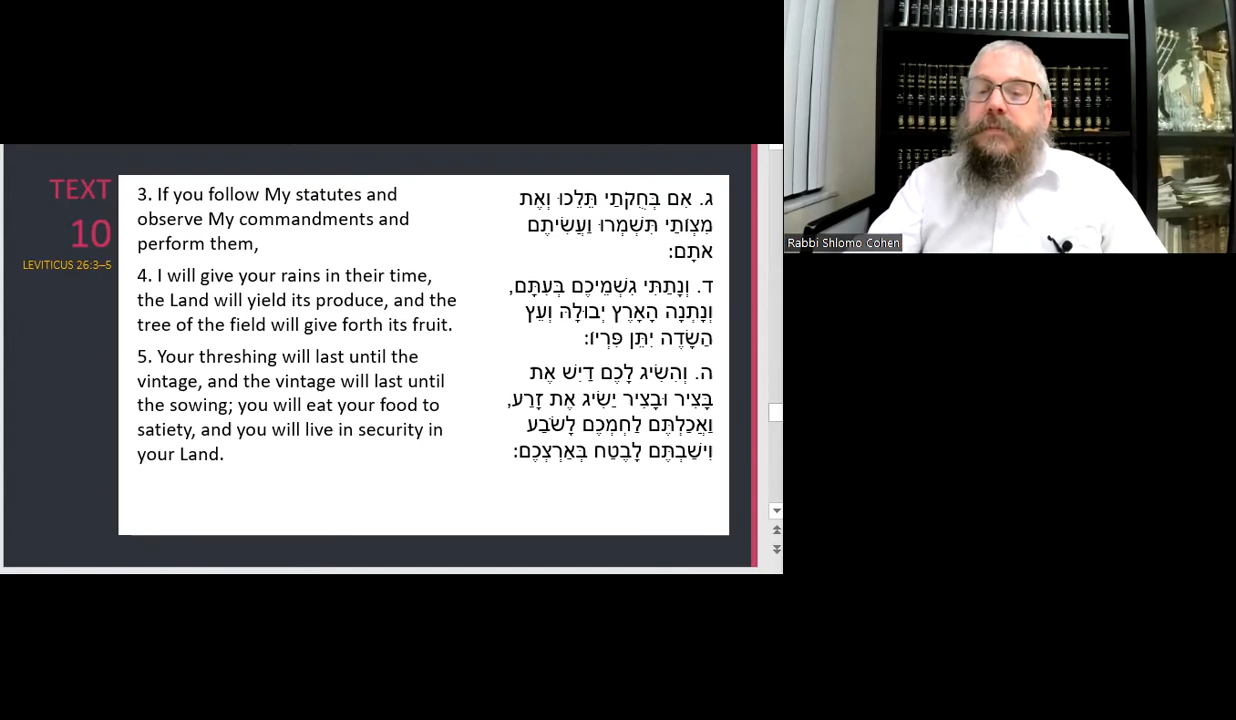 TEXT
10
LEVITICUS 26:3–5
3. If you follow My statutes and
observe My commandments and
perform them,
4. I will give your rains in their time,
the Land will yield its produce, and the
tree of the field will give forth its fruit.
5. Your threshing will last until the
vintage, and the vintage will last until
the sowing; you will eat your food to
satiety, and you will live in security in
your Land.
ג. אִם בְּחֻקֹּתַי תֵּלֵכוּ וְאֶת
מִצְוֹתַי תִּשְׁמְרוּ וַעֲשִׂיתֶם
אֹתָם:
ד. וְנָתַתִּי גִשְׁמֵיכֶם בְּעִתָּם,
וְנָתְנָה הָאָרֶץ יְבוּלָהּ וְעֵץ
הַשָּׂדֶה יִתֵּן פִּרְיוֹ:
ה. וְהִשִּׂיג לָכֶם דַּיִשׁ אֶת
בָּצִיר וּבָצִיר יַשִּׂיג אֶת זָרַע,
וַאֲכַלְתֶּם לַחְמְכֶם לָשֹׂבַע
וִישַׁבְתֶּם לָבֶטַח בְּאַרְצְכֶם:
Rabbi Shlomo Cohen